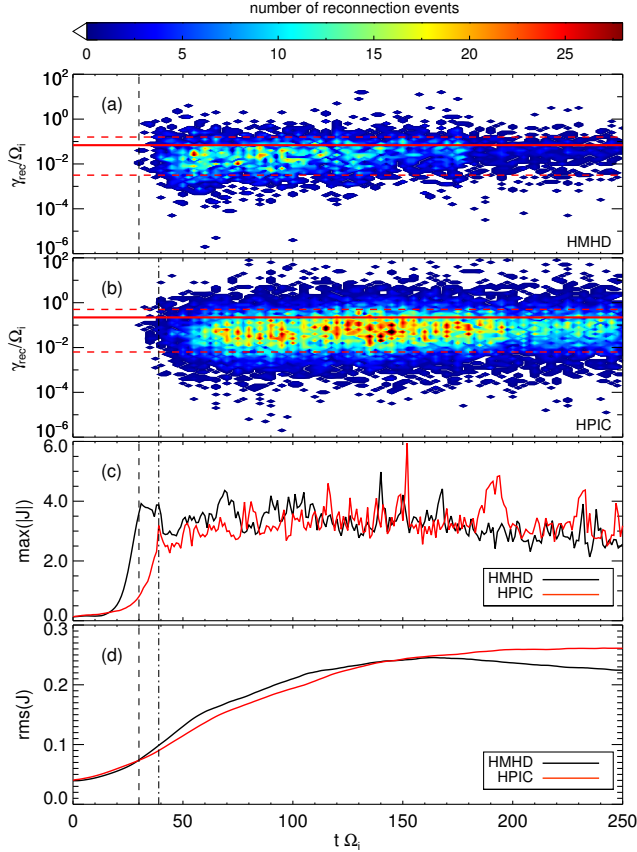 number of reconnection events
0 5 10 15 20 25
10² 10⁰ 10⁻² 10⁻⁴ 10⁻⁶
γrec/Ωi
(a)
HMHD
10² 10⁰ 10⁻² 10⁻⁴ 10⁻⁶
γrec/Ωi
(b)
HPIC
6.0 4.0 2.0 0.0
max(|J|)
(c)
HMHD
HPIC
0.3 0.2 0.1 0.0
rms(J)
(d)
HMHD
HPIC
0 50 100 150 200 250
t Ωi